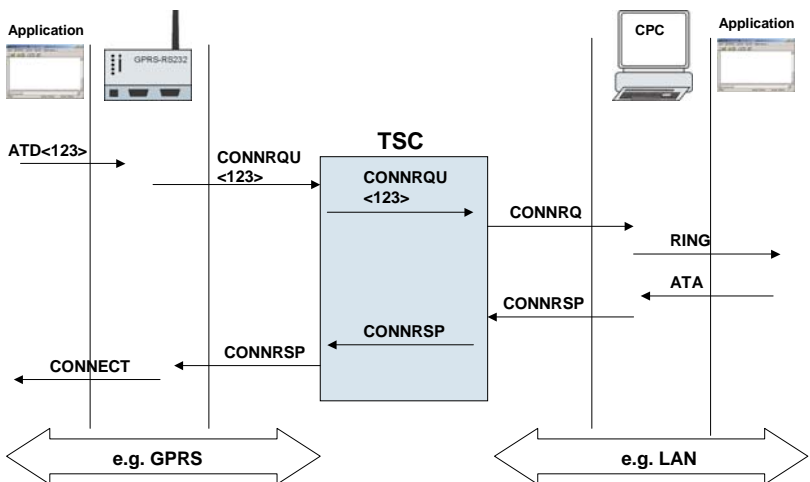 Application
GPRS-RS232
CPC
Application
TSC
ATD<123>
CONNRQU
<123>
CONNRQU
<123>
CONNRQ
RING
ATA
CONNRSP
CONNRSP
CONNRSP
CONNECT
e.g. GPRS
e.g. LAN